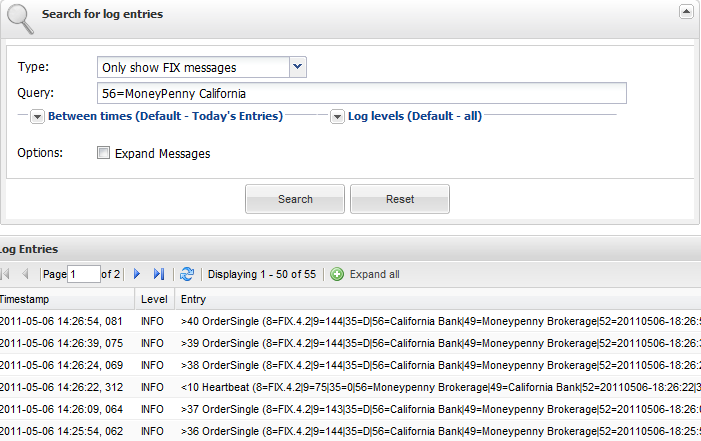 Search for log entries
Type: Only show FIX messages
Query: 56=MoneyPenny California
Between times (Default - Today's Entries) Log levels (Default - all)
Options: Expand Messages
Search Reset
Log Entries
Page 1 of 2 Displaying 1 - 50 of 55 Expand all
Timestamp Level Entry
2011-05-06 14:26:54, 081 INFO >40 OrderSingle (8=FIX.4.2|9=144|35=D|56=California Bank|49=Moneypenny Brokerage|52=20110506-18:26:5
2011-05-06 14:26:39, 075 INFO >39 OrderSingle (8=FIX.4.2|9=144|35=D|56=California Bank|49=Moneypenny Brokerage|52=20110506-18:26:3
2011-05-06 14:26:24, 069 INFO >38 OrderSingle (8=FIX.4.2|9=144|35=D|56=California Bank|49=Moneypenny Brokerage|52=20110506-18:26:2
2011-05-06 14:26:22, 312 INFO <10 Heartbeat (8=FIX.4.2|9=75|35=0|56=Moneypenny Brokerage|49=California Bank|52=20110506-18:26:22|3
2011-05-06 14:26:09, 064 INFO >37 OrderSingle (8=FIX.4.2|9=143|35=D|56=California Bank|49=Moneypenny Brokerage|52=20110506-18:26:0
2011-05-06 14:25:54, 062 INFO >36 OrderSingle (8=FIX.4.2|9=144|35=D|56=California Bank|49=Moneypenny Brokerage|52=20110506-18:25:5